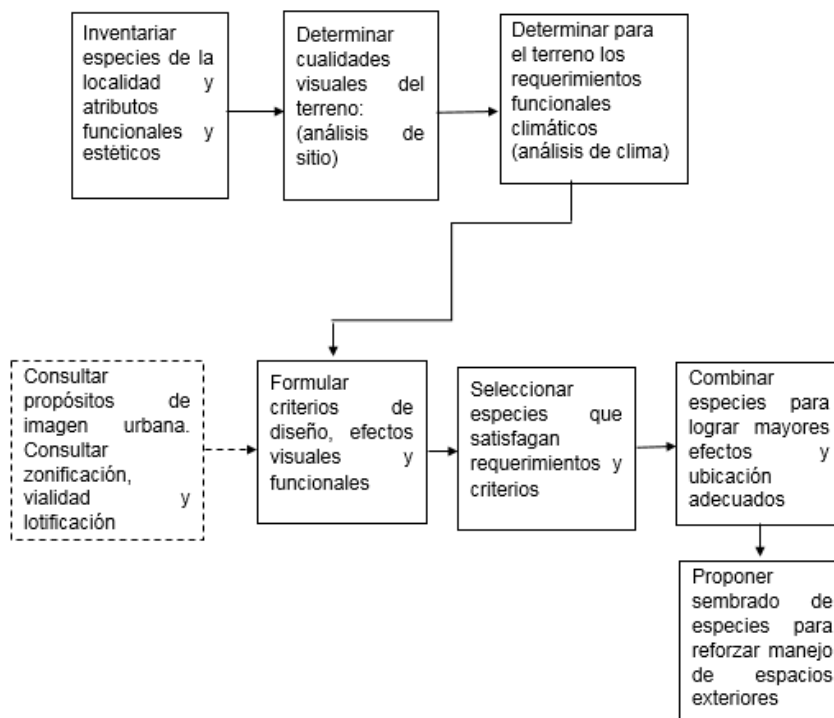 Inventariar
especies de la
localidad y
atributos
funcionales y
estéticos
Determinar
cualidades
visuales del
terreno:
(análisis de
sitio)
Determinar para
el terreno los
requerimientos
funcionales
climáticos
(análisis de clima)
Consultar
propósitos de
imagen urbana.
Consultar
zonificación,
vialidad y
lotificación
Formular
criterios de
diseño, efectos
visuales y
funcionales
Seleccionar
especies que
satisfagan
requerimientos y
criterios
Combinar
especies para
lograr mayores
efectos y
ubicación
adecuados
Proponer
sembrado de
especies para
reforzar manejo
de espacios
exteriores